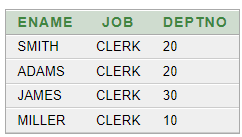 ENAME JOB DEPTNO
SMITH CLERK 20
ADAMS CLERK 20
JAMES CLERK 30
MILLER CLERK 10